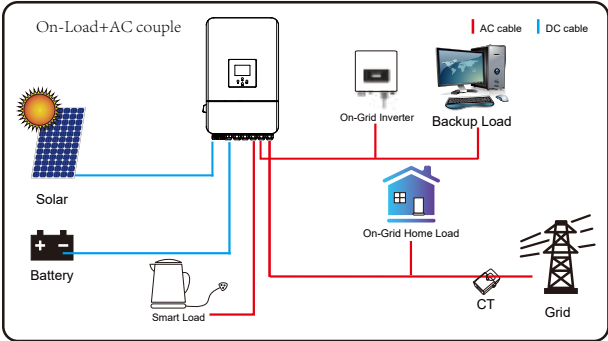 On-Load+AC couple
AC cable
DC cable
On-Grid Inverter
Backup Load
Solar
On-Grid Home Load
Battery
Smart Load
CT
Grid